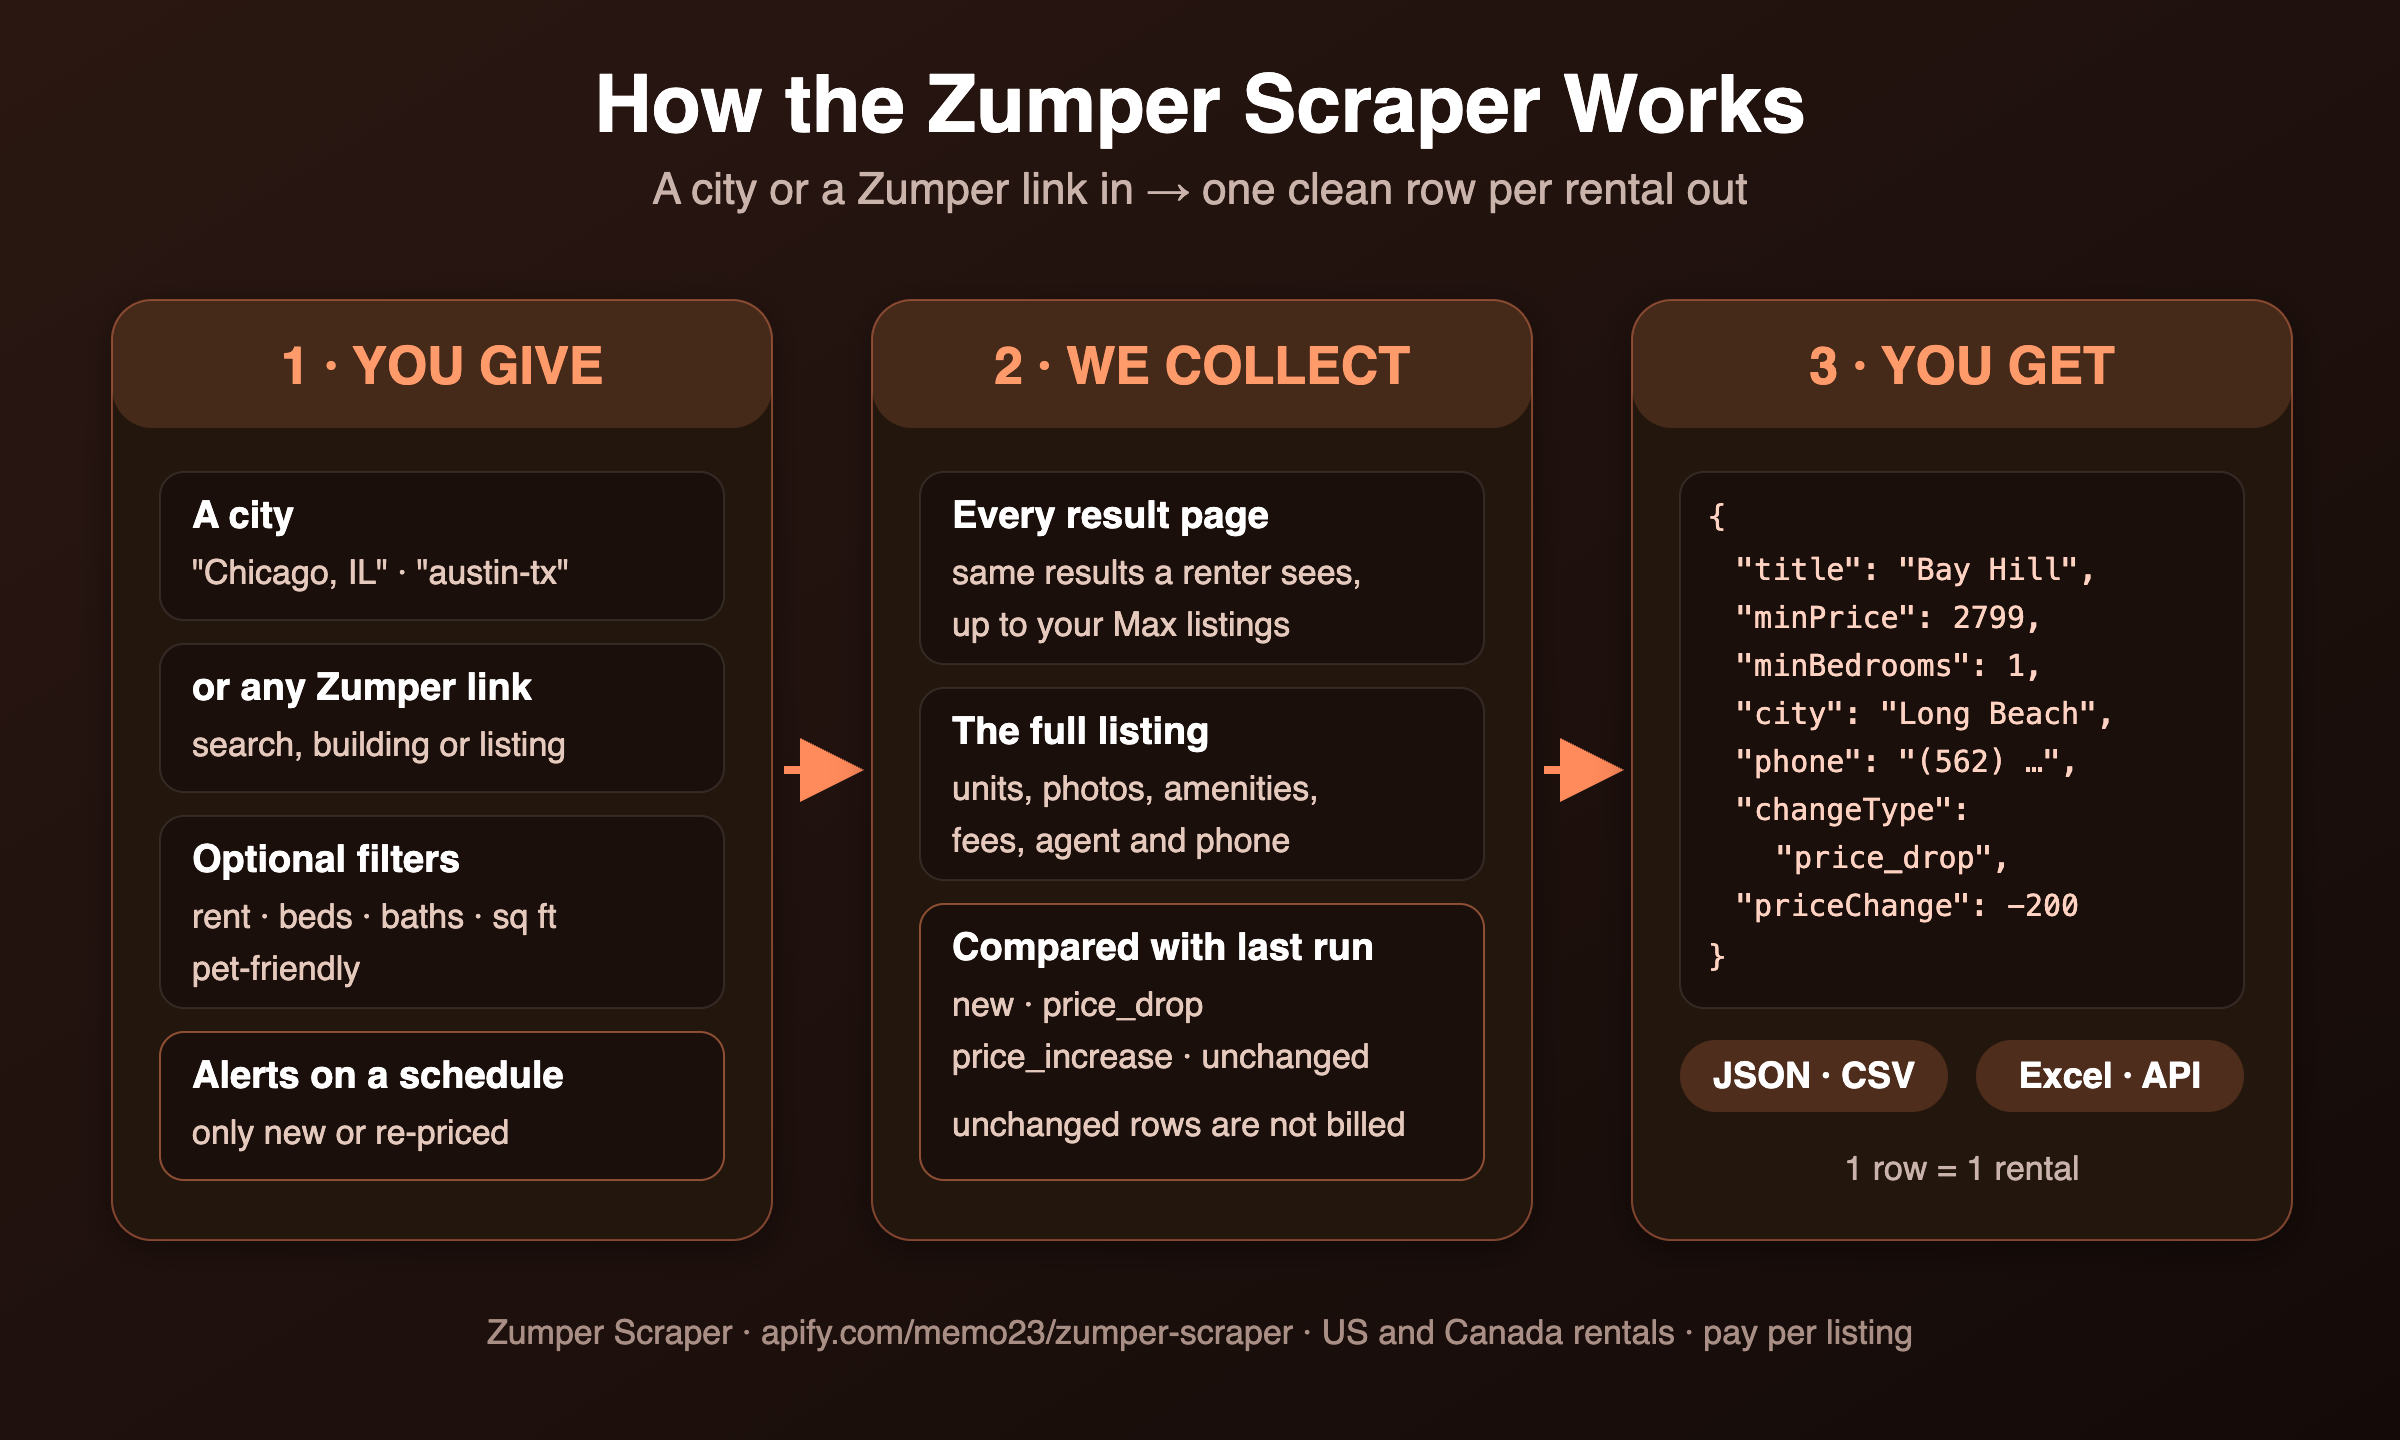 How the Zumper Scraper Works
A city or a Zumper link in → one clean row per rental out
1 · YOU GIVE
A city
"Chicago, IL" · "austin-tx"
or any Zumper link
search, building or listing
Optional filters
rent · beds · baths · sq ft
pet-friendly
Alerts on a schedule
only new or re-priced
2 · WE COLLECT
Every result page
same results a renter sees,
up to your Max listings
The full listing
units, photos, amenities,
fees, agent and phone
Compared with last run
new · price_drop
price_increase · unchanged
unchanged rows are not billed
3 · YOU GET
{
"title": "Bay Hill",
"minPrice": 2799,
"minBedrooms": 1,
"city": "Long Beach",
"phone": "(562) …",
"changeType":
"price_drop",
"priceChange": −200
}
JSON · CSV
Excel · API
1 row = 1 rental
Zumper Scraper · apify.com/memo23/zumper-scraper · US and Canada rentals · pay per listing